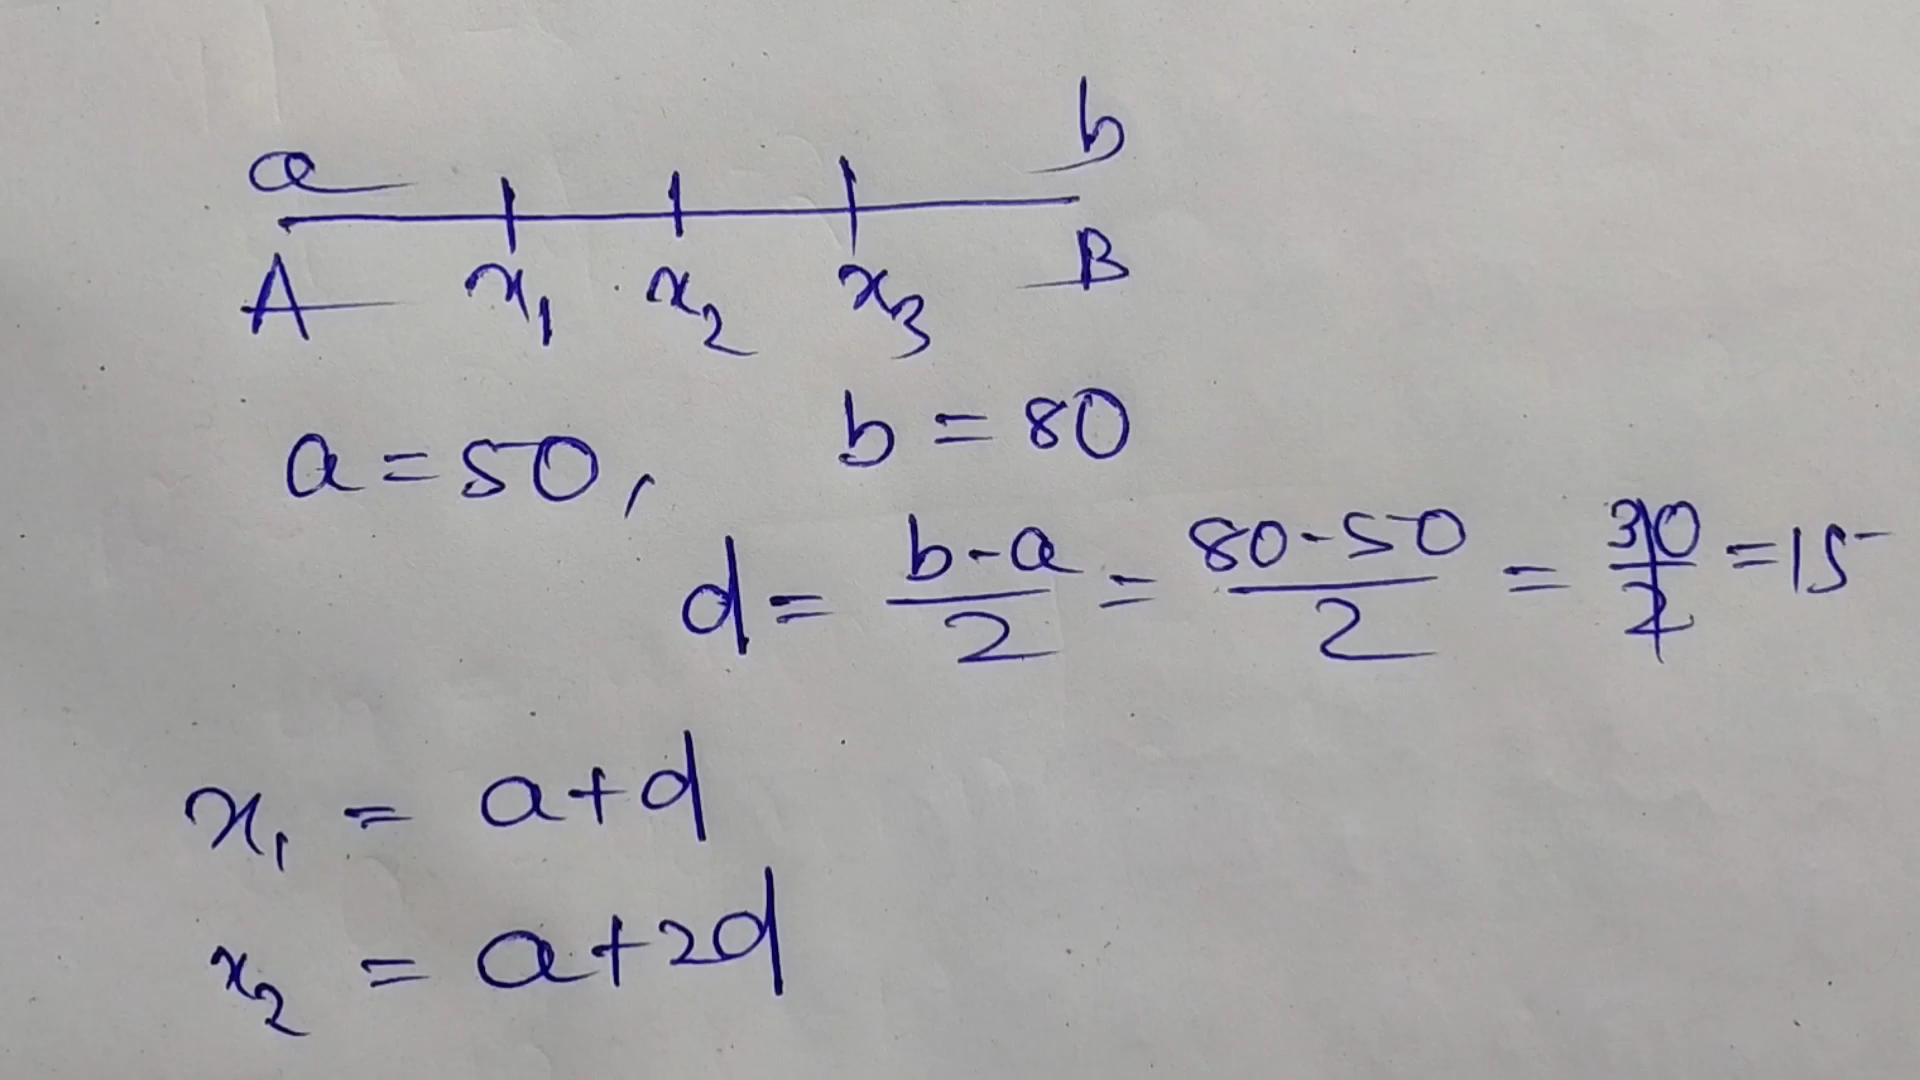 a b
A x₁ x₂ x₃ B
a = 50, b = 80
d = b-a/2 = 80-50/2 = 30/2 = 15
x₁ = a+d
x₂ = a+2d